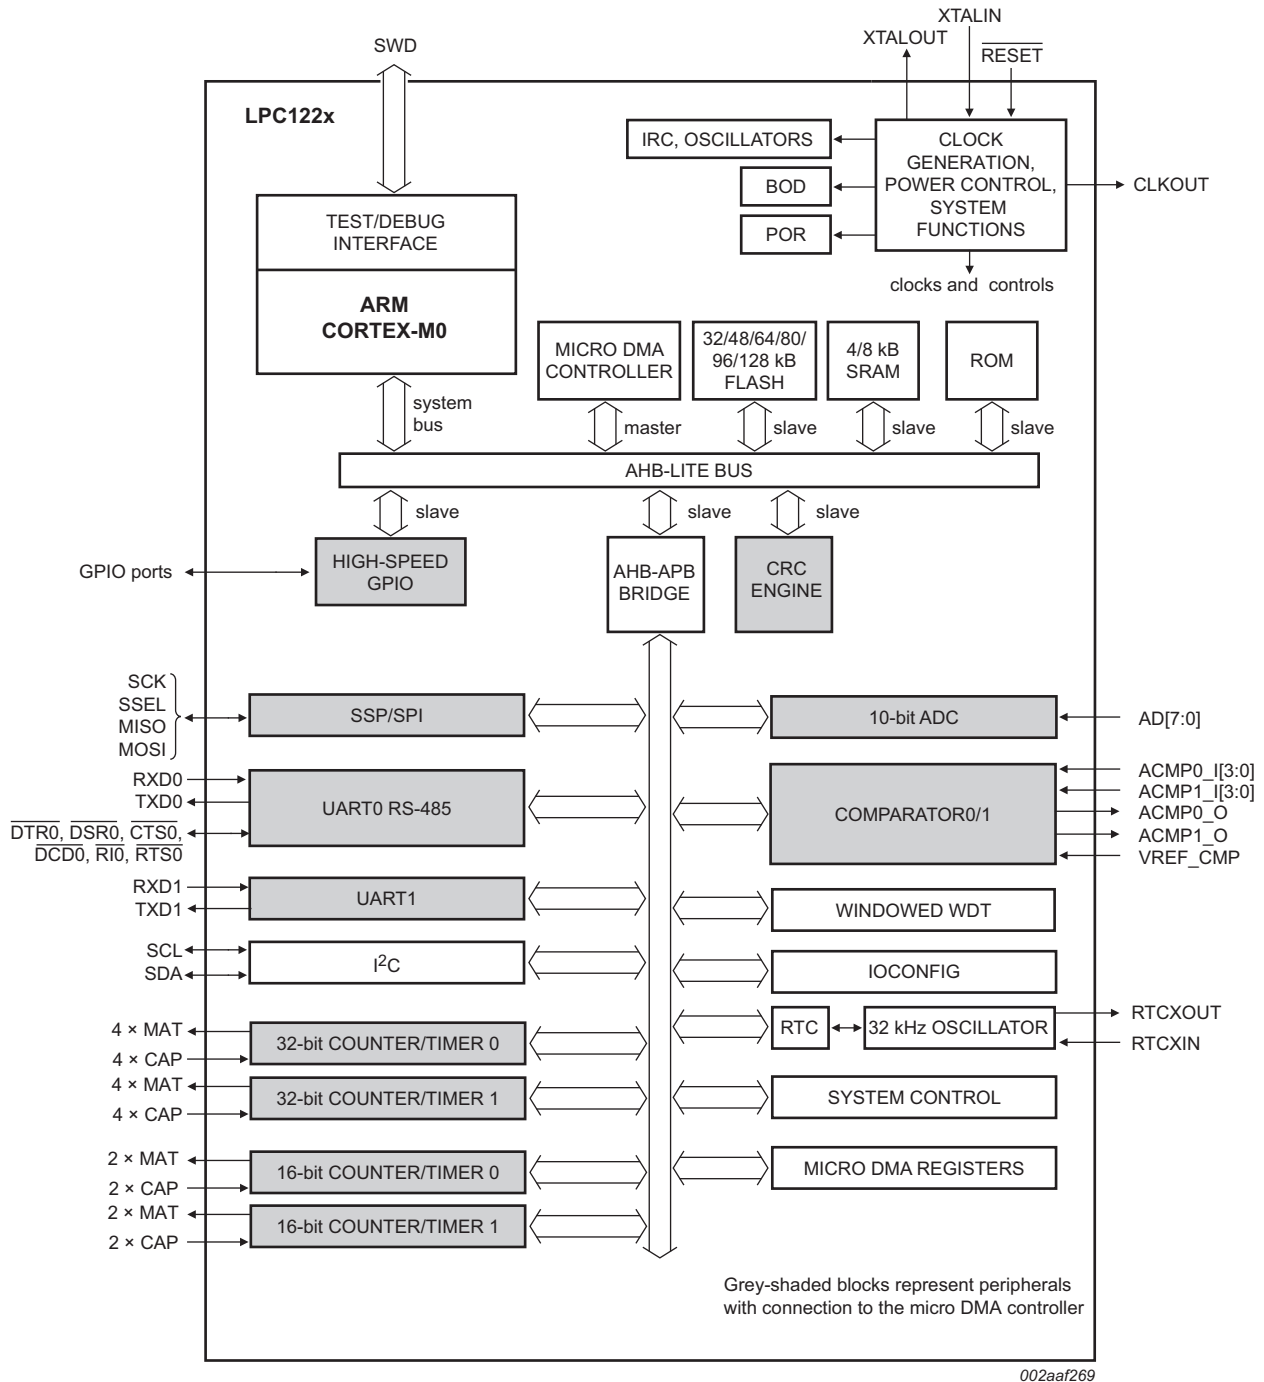 XTALIN
XTALOUT
RESET
SWD
LPC122x
IRC, OSCILLATORS
BOD
POR
CLOCK
GENERATION,
POWER CONTROL,
SYSTEM
FUNCTIONS
CLKOUT
clocks and controls
TEST/DEBUG
INTERFACE
ARM
CORTEX-M0
system
bus
MICRO DMA
CONTROLLER
master
32/48/64/80/
96/128 kB
FLASH
slave
4/8 kB
SRAM
slave
ROM
slave
AHB-LITE BUS
slave
slave
slave
GPIO ports
HIGH-SPEED
GPIO
AHB-APB
BRIDGE
CRC
ENGINE
SCK
SSEL
MISO
MOSI
SSP/SPI
10-bit ADC
AD[7:0]
RXD0
TXD0
DTR0, DSR0, CTS0,
DCD0, RI0, RTS0
UART0 RS-485
COMPARATOR0/1
ACMP0_I[3:0]
ACMP1_I[3:0]
ACMP0_O
ACMP1_O
VREF_CMP
RXD1
TXD1
UART1
WINDOWED WDT
SCL
SDA
I2C
IOCONFIG
4 × MAT
4 × CAP
32-bit COUNTER/TIMER 0
RTC
32 kHz OSCILLATOR
RTCXOUT
RTCXIN
4 × MAT
4 × CAP
32-bit COUNTER/TIMER 1
SYSTEM CONTROL
2 × MAT
2 × CAP
16-bit COUNTER/TIMER 0
MICRO DMA REGISTERS
2 × MAT
2 × CAP
16-bit COUNTER/TIMER 1
Grey-shaded blocks represent peripherals
with connection to the micro DMA controller
002aaf269